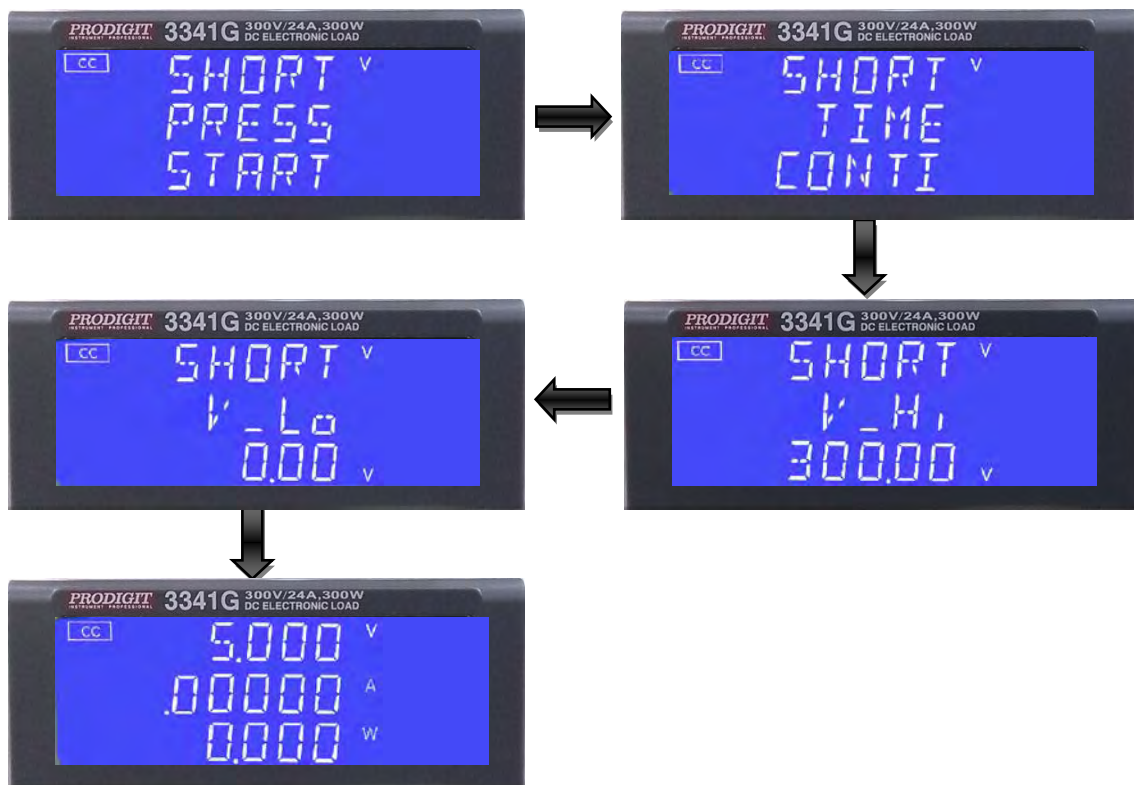 PRODIGIT 3341G 300V/24A,300W
INSTRUMENT PROFESSIONAL DC ELECTRONIC LOAD
CC SHORT V
PRESS
START
PRODIGIT 3341G 300V/24A,300W
INSTRUMENT PROFESSIONAL DC ELECTRONIC LOAD
CC SHORT V
TIME
CONTI
PRODIGIT 3341G 300V/24A,300W
INSTRUMENT PROFESSIONAL DC ELECTRONIC LOAD
CC SHORT V
V_Hi
300.00 V
PRODIGIT 3341G 300V/24A,300W
INSTRUMENT PROFESSIONAL DC ELECTRONIC LOAD
CC SHORT V
V_Lo
0.00 V
PRODIGIT 3341G 300V/24A,300W
INSTRUMENT PROFESSIONAL DC ELECTRONIC LOAD
CC 5.000 V
.00000 A
0.000 W